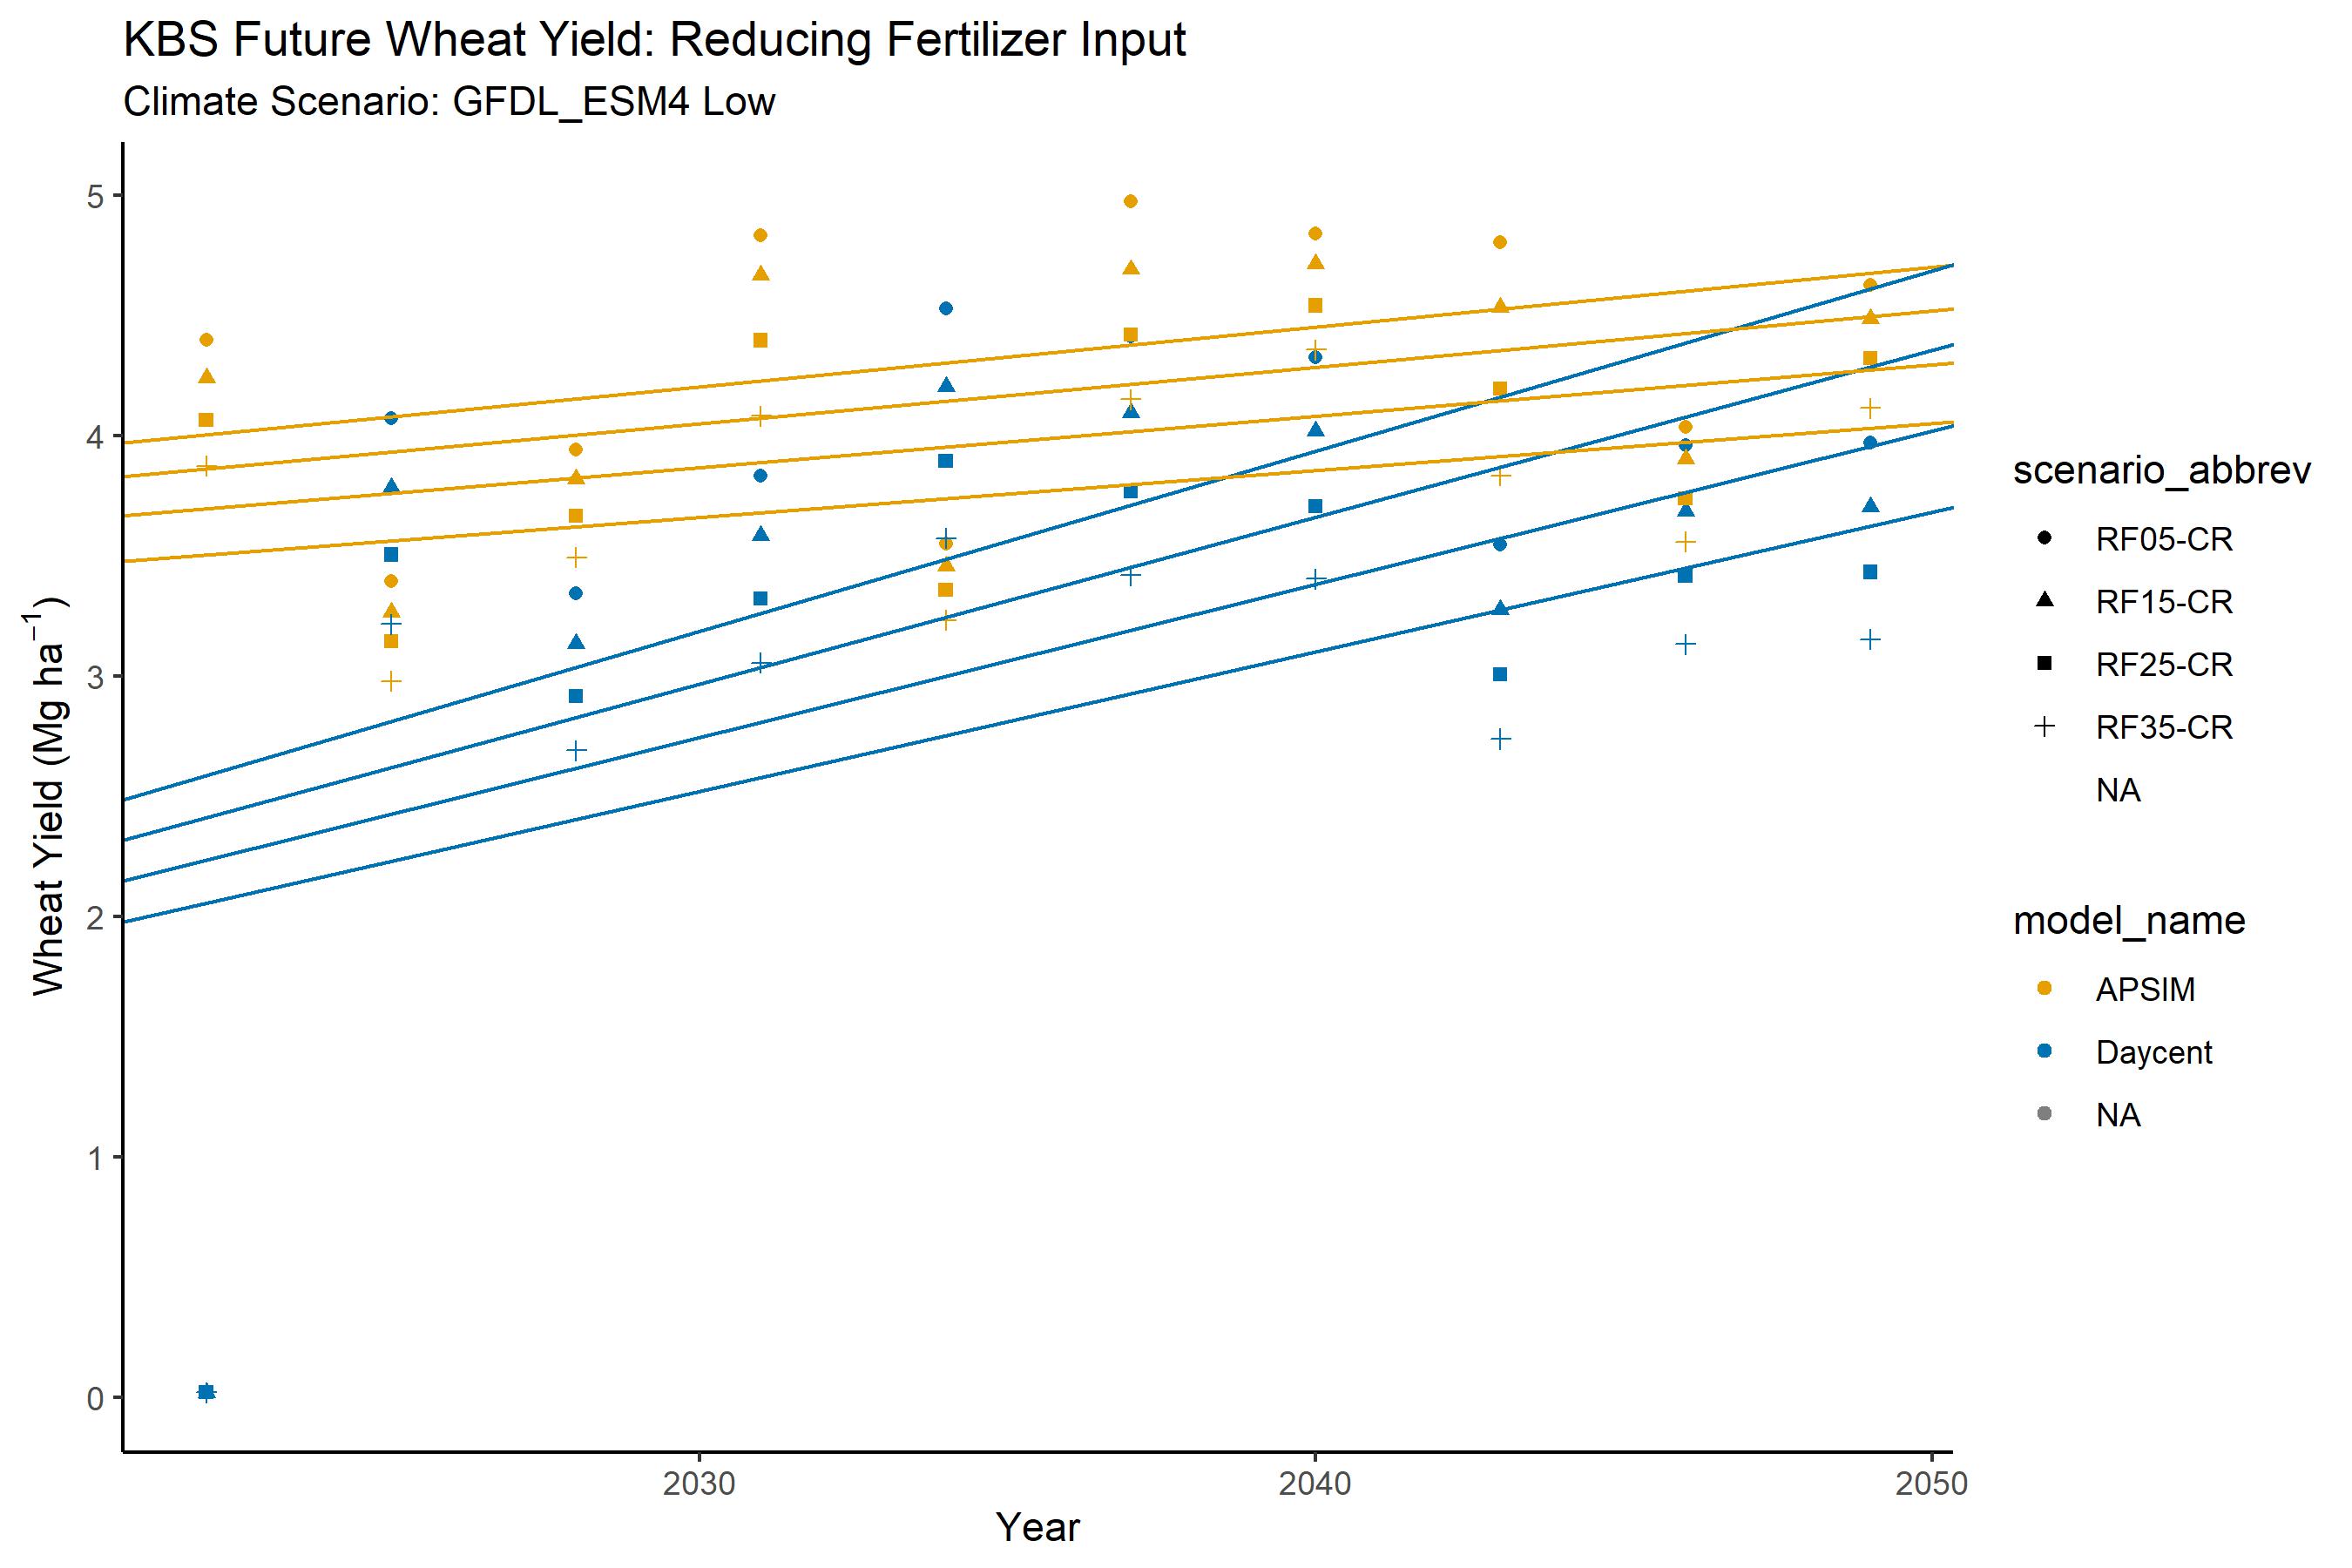 KBS Future Wheat Yield: Reducing Fertilizer Input
Climate Scenario: GFDL_ESM4 Low
Wheat Yield (Mg ha⁻¹)
5
4
3
2
1
0
2030
2040
2050
Year
scenario_abbrev
RF05-CR
RF15-CR
RF25-CR
RF35-CR
NA
model_name
APSIM
Daycent
NA